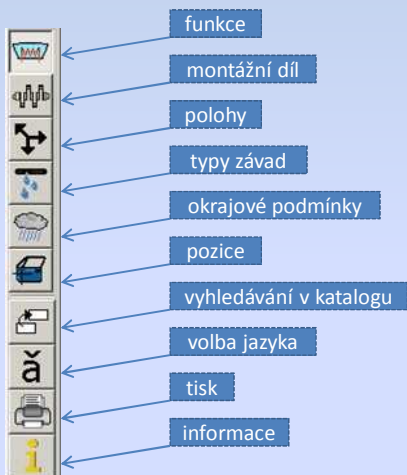 funkce
montážní díl
polohy
typy závad
okrajové podmínky
pozice
vyhledávání v katalogu
volba jazyka
ǎ
tisk
informace